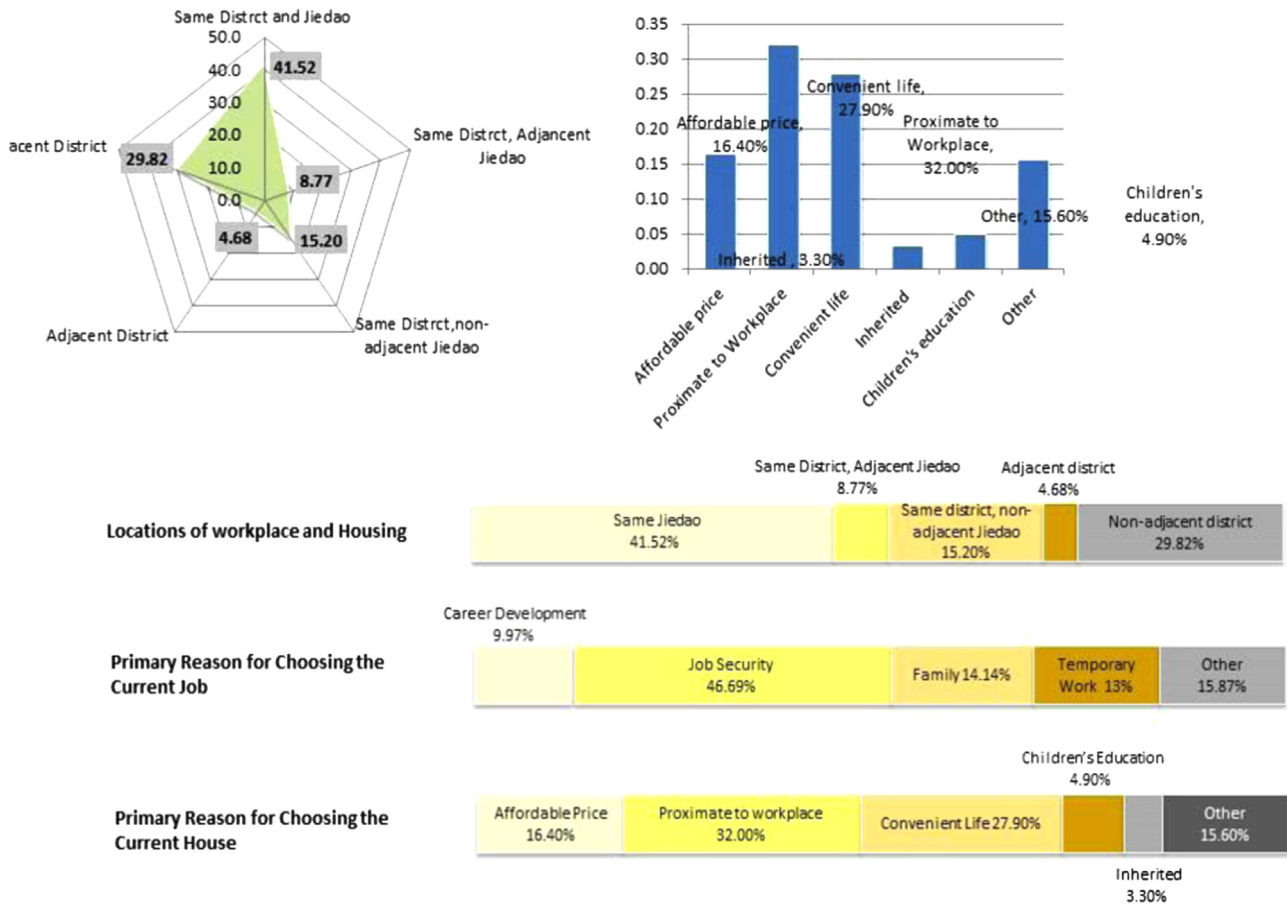 Same Distrct and Jiedao
50.0
40.0
30.0
20.0
10.0
0.0
41.52
8.77
15.20
4.68
29.82
Same Distrct, Adjancent
Jiedao
Same Distrct,non-
adjacent Jiedao
Adjacent District
acent District
0.35
0.30
0.25
0.20
0.15
0.10
0.05
0.00
Affordable price,
16.40%
Convenient life,
27.90%
Proximate to
Workplace,
32.00%
Inherited , 3.30%
Other, 15.60%
Children's
education,
4.90%
Affordable price
Proximate to Workplace
Convenient life
Inherited
Children's education
Other
Locations of workplace and Housing
Same Jiedao
41.52%
Same District, Adjacent Jiedao
8.77%
Same district, non-
adjacent Jiedao
15.20%
Adjacent district
4.68%
Non-adjacent district
29.82%
Primary Reason for Choosing the
Current Job
Career Development
9.97%
Job Security
46.69%
Family 14.14%
Temporary
Work 13%
Other
15.87%
Primary Reason for Choosing the
Current House
Affordable Price
16.40%
Proximate to workplace
32.00%
Convenient Life 27.90%
Children's Education
4.90%
Inherited
3.30%
Other
15.60%